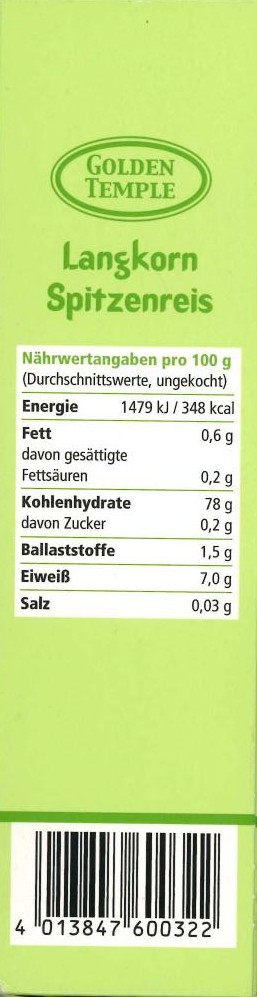 GOLDEN
TEMPLE
Langkorn
Spitzenreis
Nährwertangaben pro 100 g
(Durchschnittswerte, ungekocht)
Energie 1479 kJ / 348 kcal
Fett 0,6 g
davon gesättigte
Fettsäuren 0,2 g
Kohlenhydrate 78 g
davon Zucker 0,2 g
Ballaststoffe 1,5 g
Eiweiß 7,0 g
Salz 0,03 g
4 013847 600322